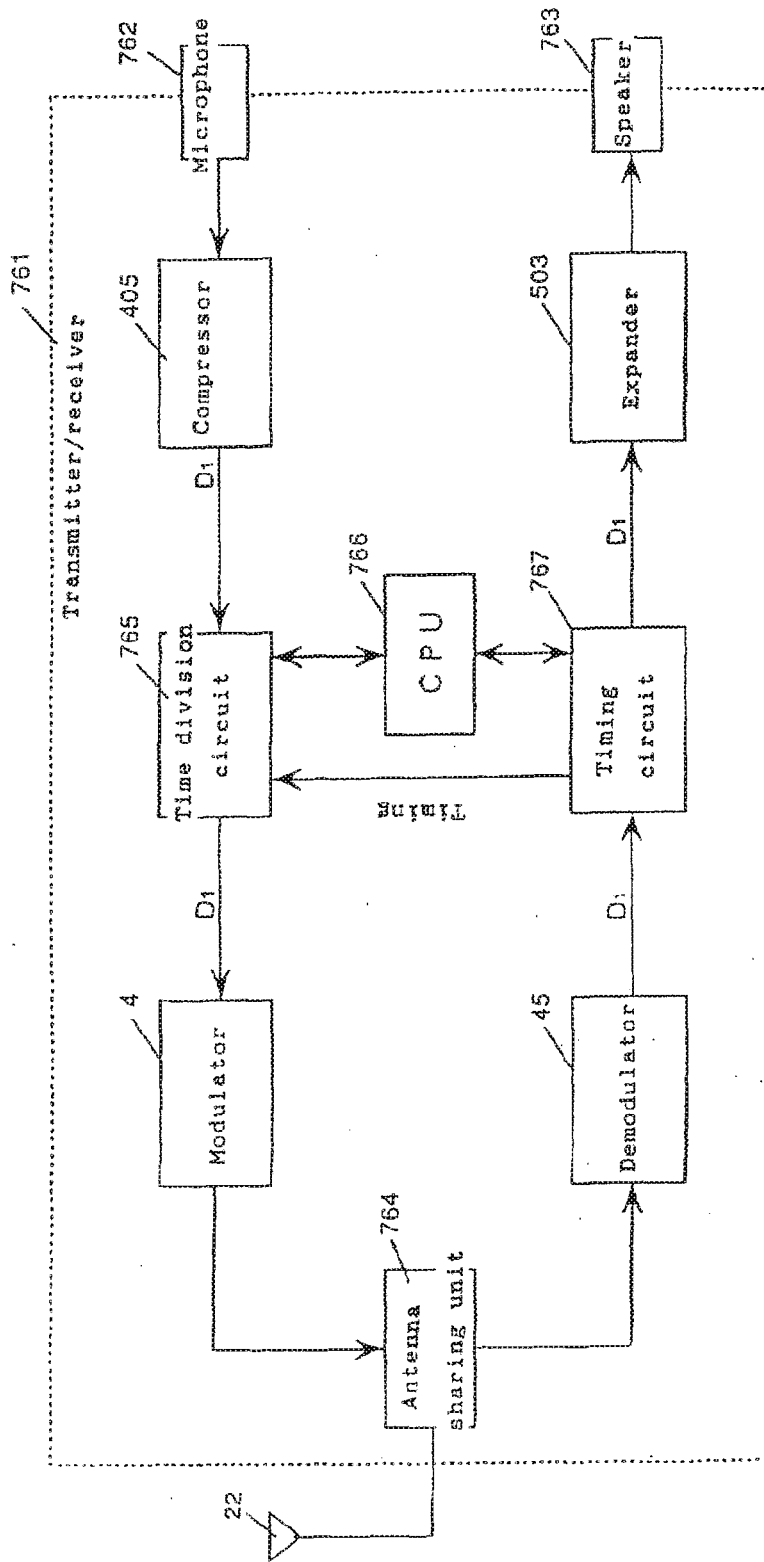 761
Transmitter/receiver
22
4
Modulator
D1
765
Time division
circuit
D1
405
Compressor
762
Microphone
764
Antenna
sharing unit
Timing
766
CPU
45
Demodulator
D1
767
Timing
circuit
D1
503
Expander
763
Speaker